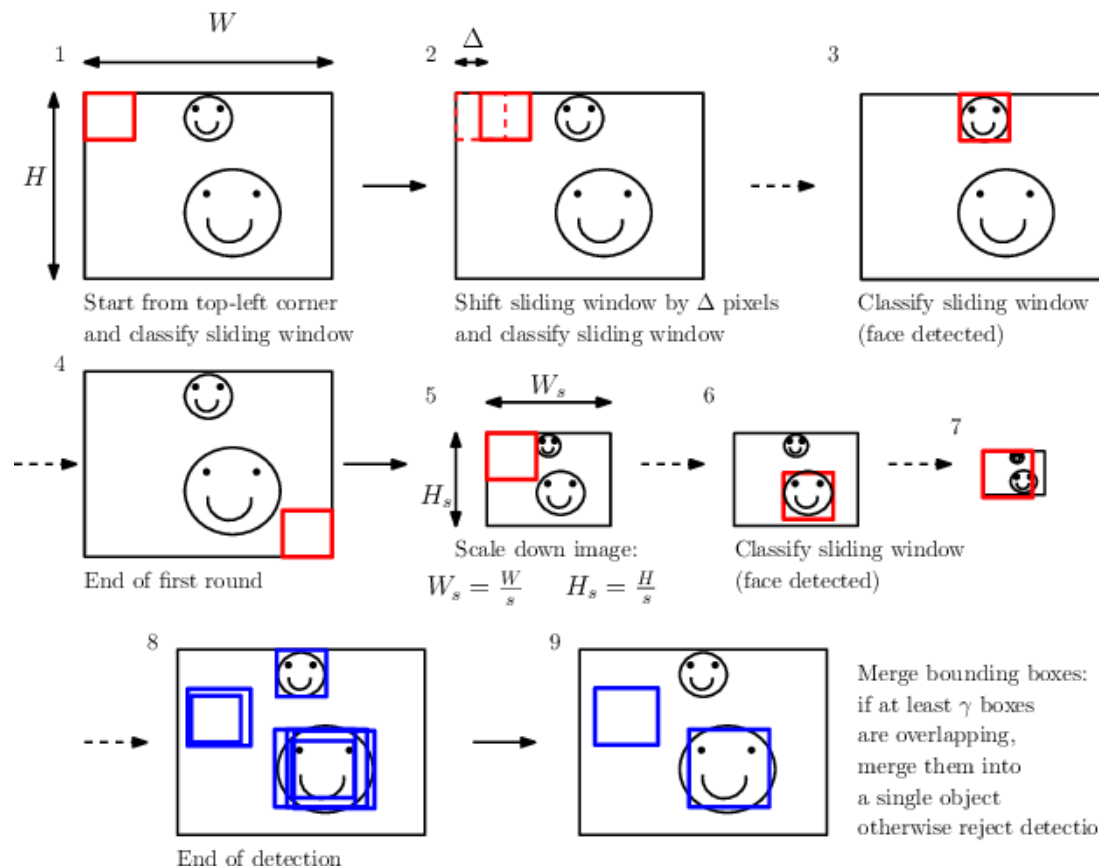 1
W
H
Start from top-left corner
and classify sliding window
2
Δ
Shift sliding window by Δ pixels
and classify sliding window
3
Classify sliding window
(face detected)
4
End of first round
5
W_s
H_s
Scale down image:
W_s = W/s H_s = H/s
6
Classify sliding window
(face detected)
7
8
End of detection
9
Merge bounding boxes:
if at least γ boxes
are overlapping,
merge them into
a single object
otherwise reject detectio